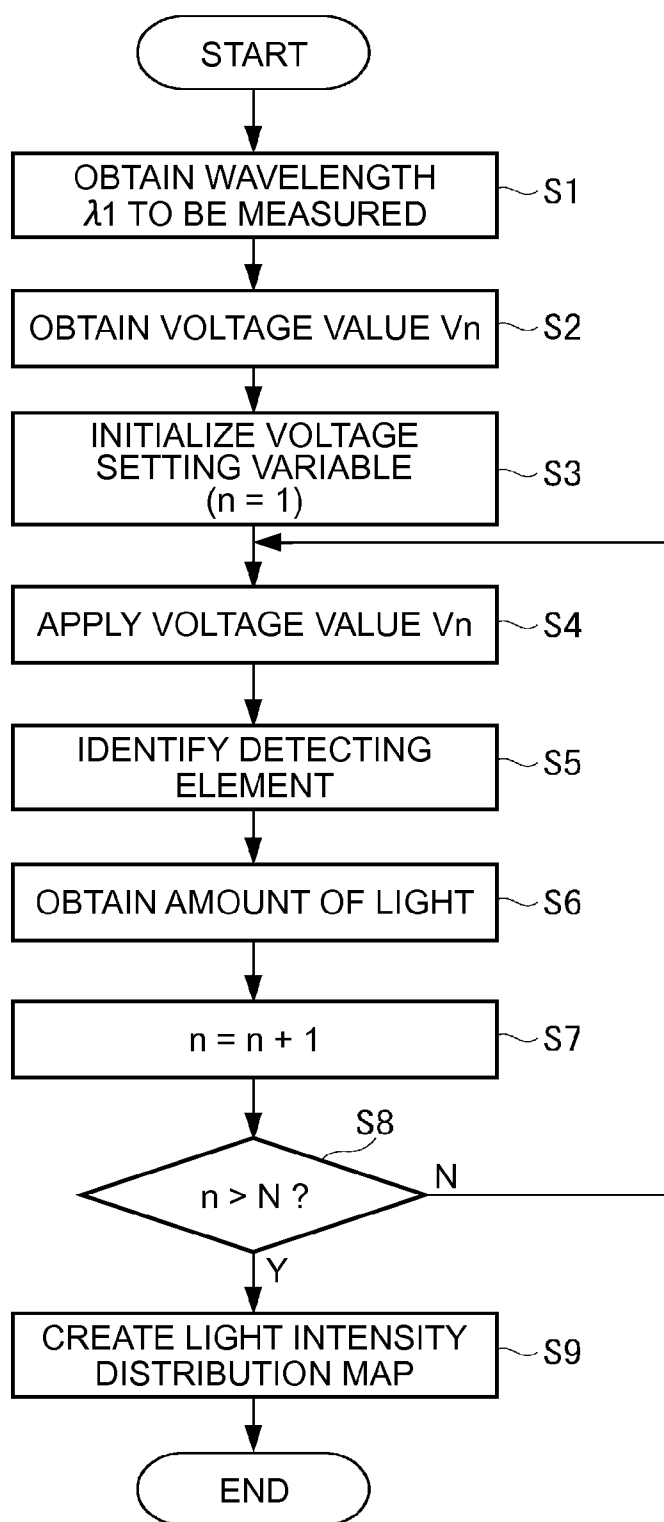 START
OBTAIN WAVELENGTH
λ1 TO BE MEASURED
S1
OBTAIN VOLTAGE VALUE Vn
S2
INITIALIZE VOLTAGE
SETTING VARIABLE
(n = 1)
S3
APPLY VOLTAGE VALUE Vn
S4
IDENTIFY DETECTING
ELEMENT
S5
OBTAIN AMOUNT OF LIGHT
S6
n = n + 1
S7
S8
n > N ?
N
Y
CREATE LIGHT INTENSITY
DISTRIBUTION MAP
S9
END